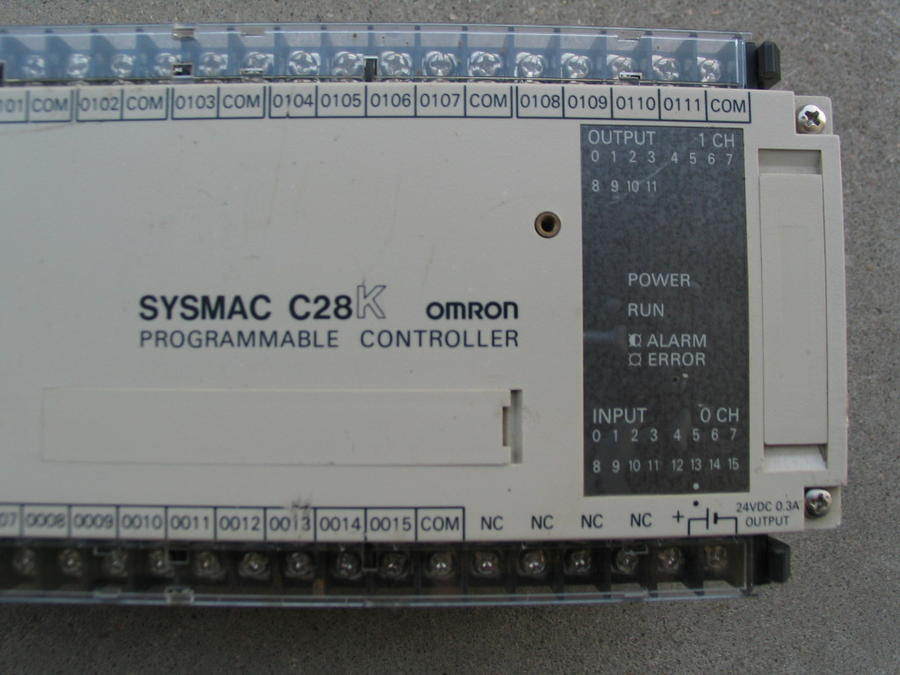 101 COM 0102 COM 0103 COM 0104 0105 0106 0107 COM 0108 0109 0110 0111 COM
OUTPUT 1 CH
0 1 2 3 4 5 6 7
8 9 10 11
POWER
RUN
ALARM
ERROR
SYSMAC C28K omron
PROGRAMMABLE CONTROLLER
INPUT 0 CH
0 1 2 3 4 5 6 7
8 9 10 11 12 13 14 15
07 0008 0009 0010 0011 0012 0013 0014 0015 COM NC NC NC NC + 24VDC 0.3A
OUTPUT